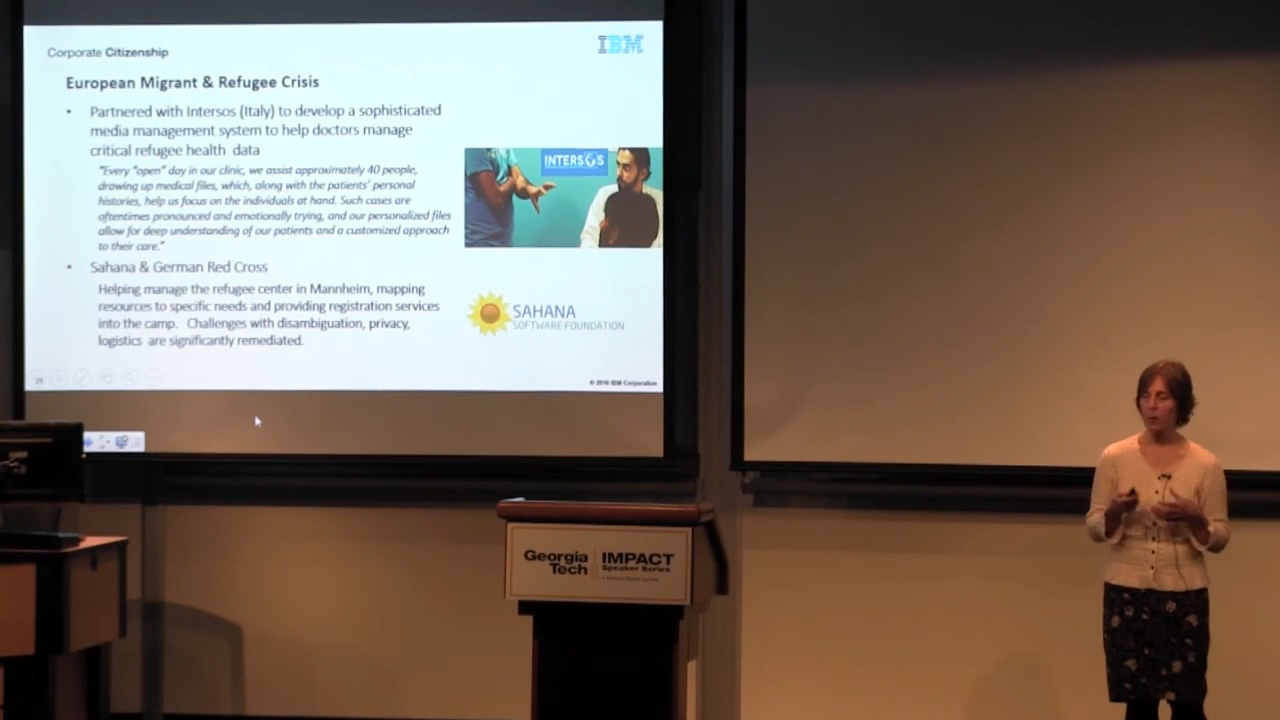 Corporate Citizenship
IBM
European Migrant & Refugee Crisis
• Partnered with Intersos (Italy) to develop a sophisticated
media management system to help doctors manage
critical refugee health data
"Every "open" day in our clinic, we assist approximately 40 people,
drawing up medical files, which, along with the patients' personal
histories, help us focus on the individuals at hand. Such cases are
oftentimes pronounced and emotionally trying, and our personalized files
allow for deep understanding of our patients and a customized approach
to their care."
INTERSOS
• Sahana & German Red Cross
Helping manage the refugee center in Mannheim, mapping
resources to specific needs and providing registration services
into the camp. Challenges with disambiguation, privacy,
logistics are significantly remediated.
SAHANA
SOFTWARE FOUNDATION
© 2016 IBM Corporation
Georgia
Tech
IMPACT
Speaker Series